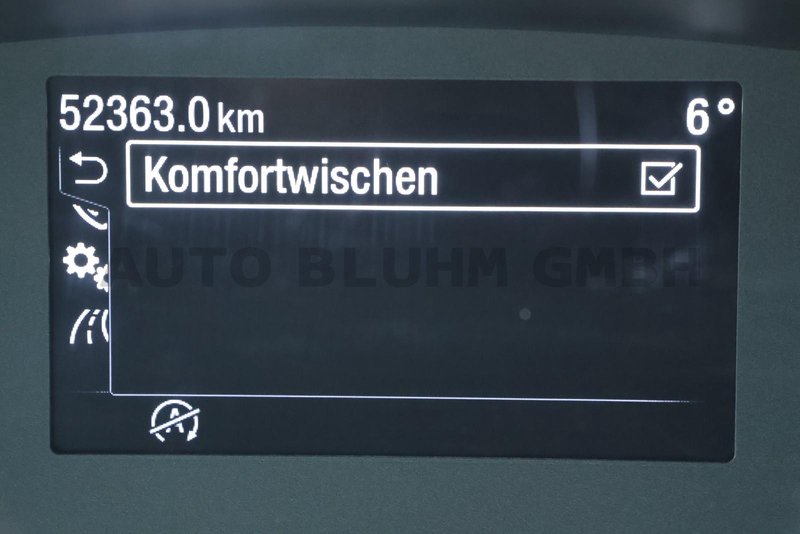 52363.0 km 6°
Komfortwischen
AUTO BLUHM GMBH
A